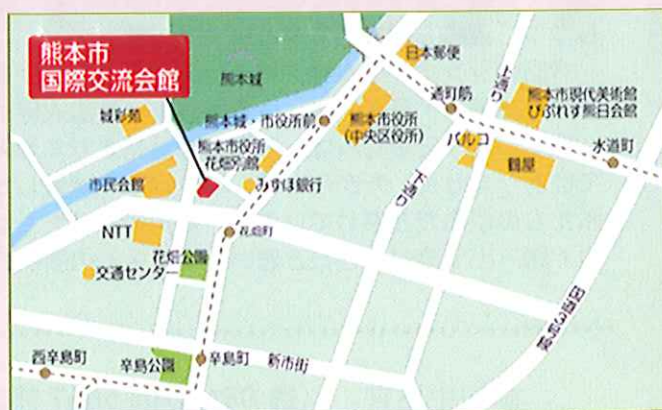 熊本市
国際交流会館
熊本城
日本郵便
上通り
城彩苑
熊本城・市役所前
熊本市役所
（中央区役所）
通町筋
熊本市現代美術館
びぷれす熊日会館
パルコ
鶴屋
水道町
熊本市役所
花畑別館
市民会館
みずほ銀行
下通り
NTT
花畑町
花畑公園
交通センター
国道3号線
西辛島町
辛島公園
辛島町
新市街